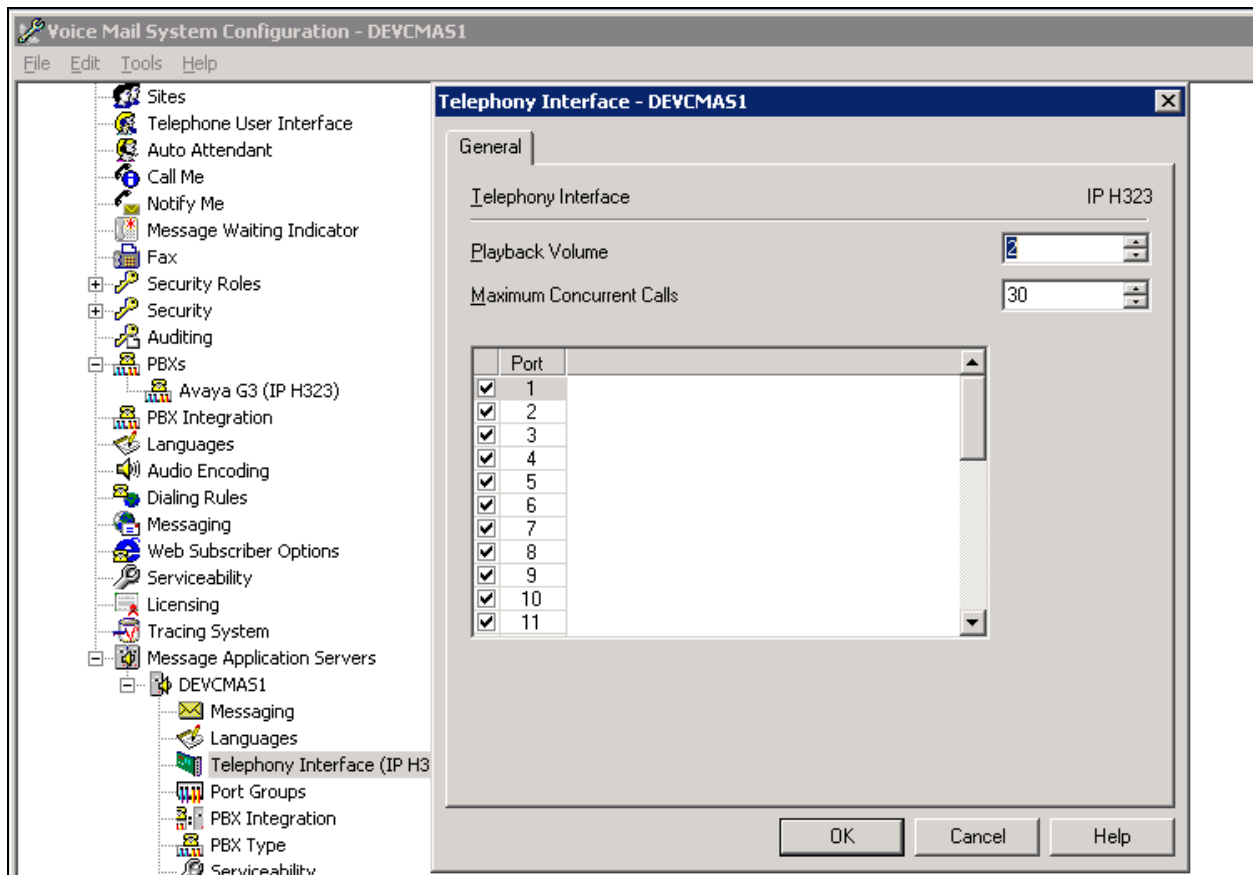 Voice Mail System Configuration - DEVCMAS1
File Edit Tools Help
Sites
Telephone User Interface
Auto Attendant
Call Me
Notify Me
Message Waiting Indicator
Fax
Security Roles
Security
Auditing
PBXs
Avaya G3 (IP H323)
PBX Integration
Languages
Audio Encoding
Dialing Rules
Messaging
Web Subscriber Options
Serviceability
Licensing
Tracing System
Message Application Servers
DEVCMAS1
Messaging
Languages
Telephony Interface (IP H3
Port Groups
PBX Integration
PBX Type
Serviceability
Telephony Interface - DEVCMAS1
General
Telephony Interface IP H323
Playback Volume 2
Maximum Concurrent Calls 30
Port
1
2
3
4
5
6
7
8
9
10
11
OK Cancel Help